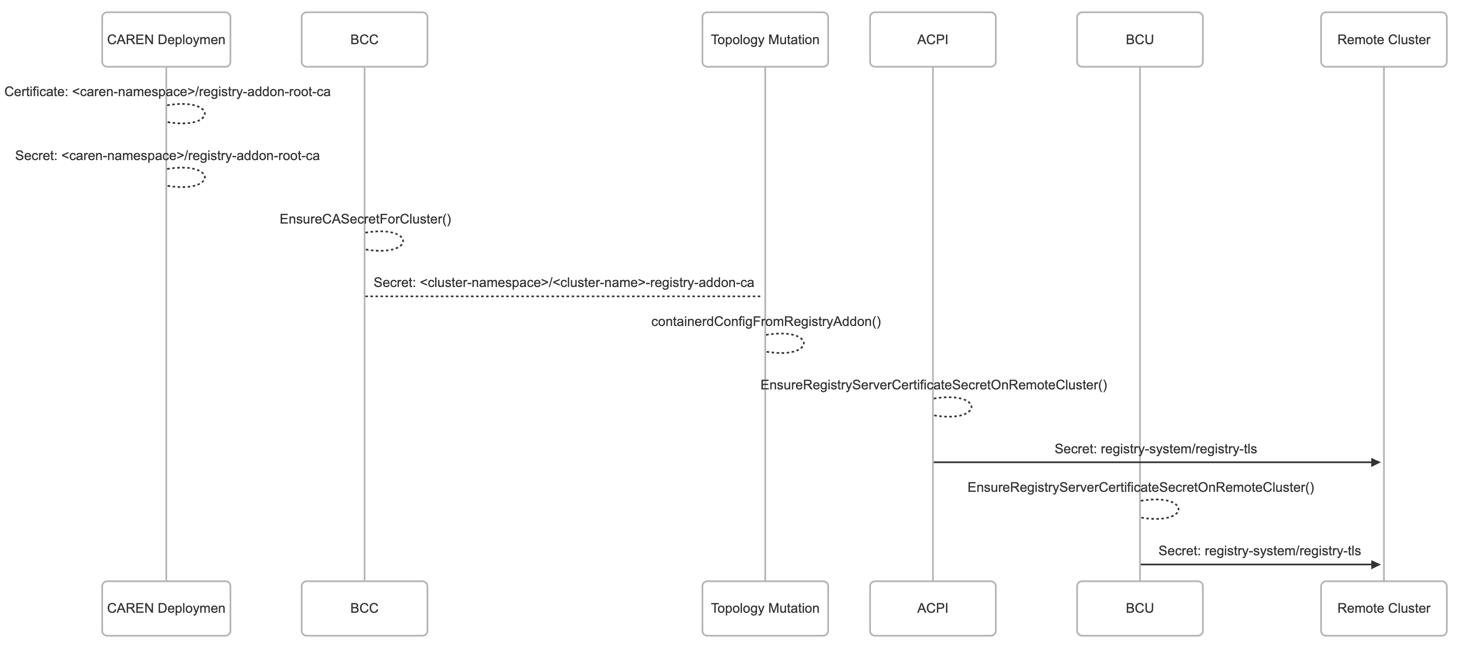 CAREN Deploymen
BCC
Topology Mutation
ACPI
BCU
Remote Cluster
Certificate: <caren-namespace>/registry-addon-root-ca
Secret: <caren-namespace>/registry-addon-root-ca
EnsureCASecretForCluster()
Secret: <cluster-namespace>/<cluster-name>-registry-addon-ca
containerdConfigFromRegistryAddon()
EnsureRegistryServerCertificateSecretOnRemoteCluster()
Secret: registry-system/registry-tls
EnsureRegistryServerCertificateSecretOnRemoteCluster()
Secret: registry-system/registry-tls
CAREN Deploymen
BCC
Topology Mutation
ACPI
BCU
Remote Cluster